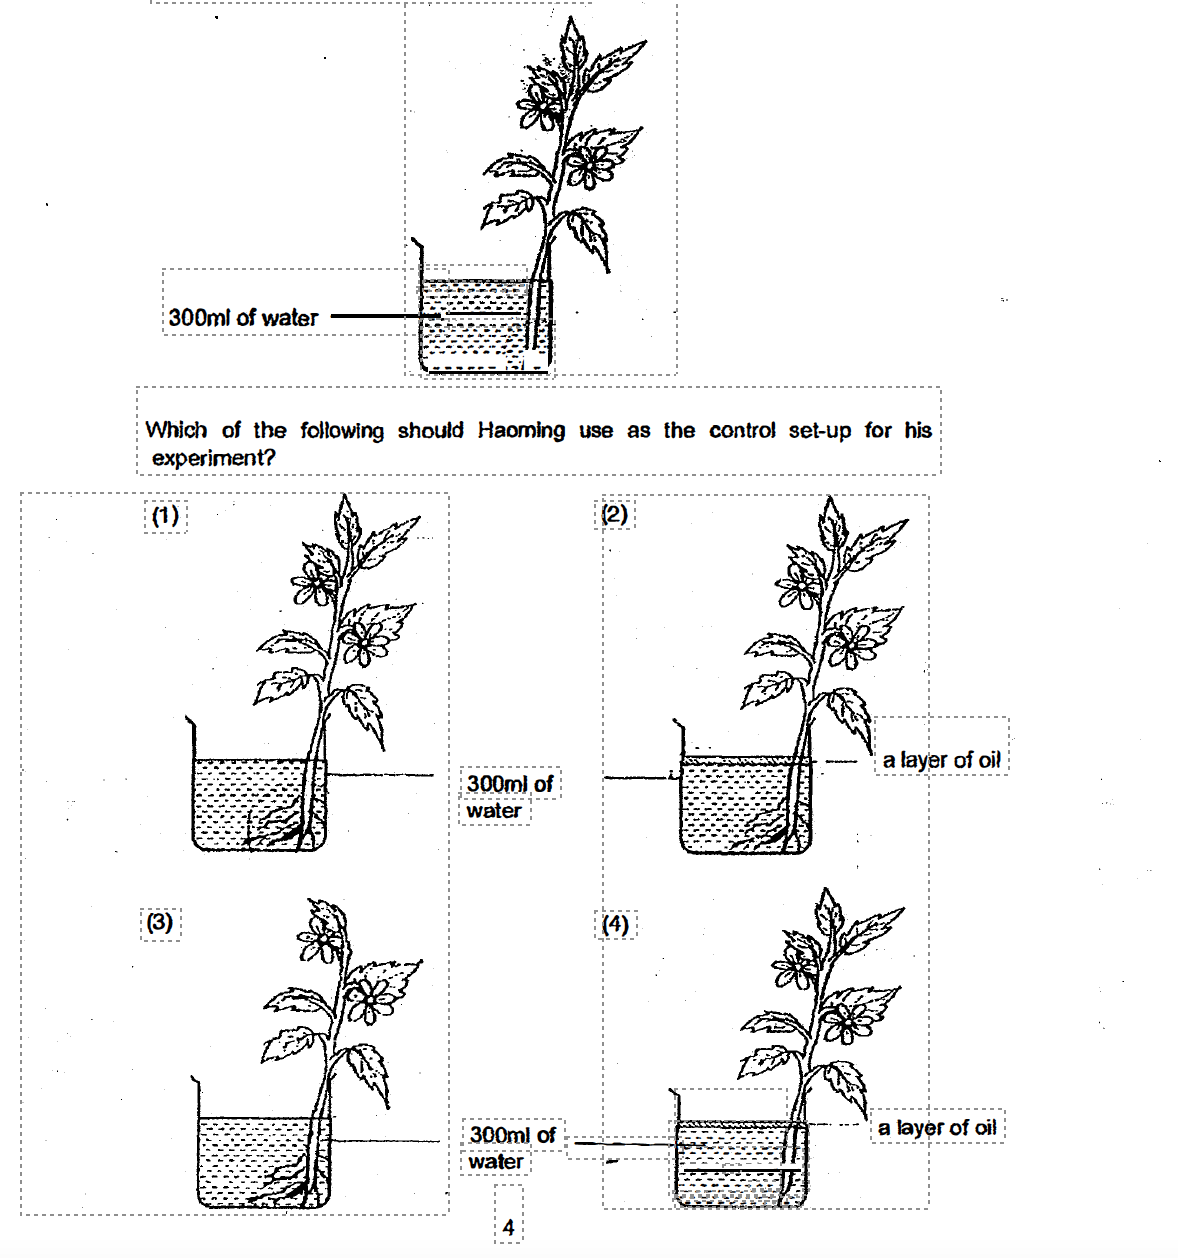 300ml of water
Which of the following should Haoming use as the control set-up for his
experiment?
(1)
(2)
a layer of oil
300ml of
water
(3)
(4)
a layer of oil
300ml of
water
4